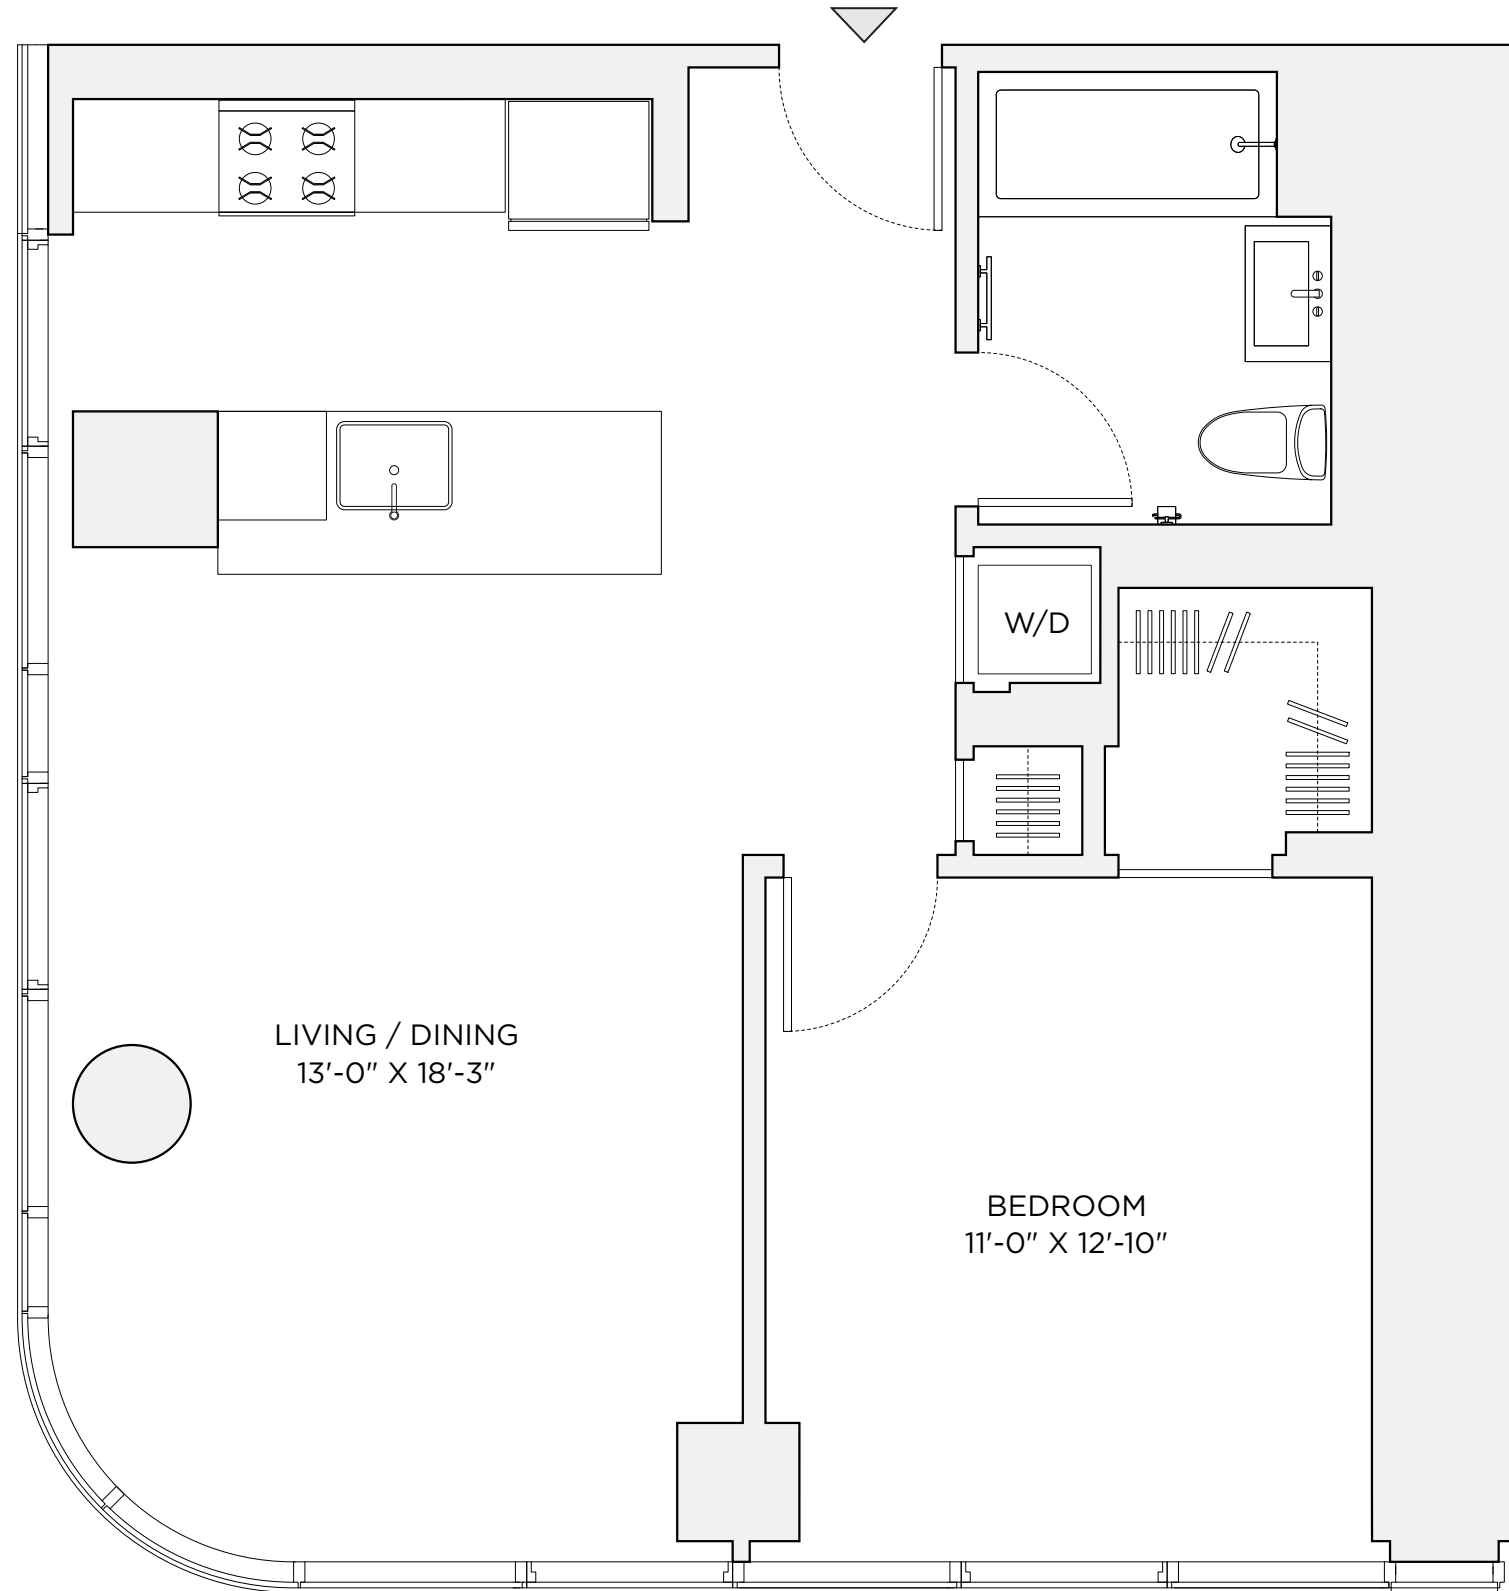 W/D
LIVING / DINING
13'-0" X 18'-3"
BEDROOM
11'-0" X 12'-10"